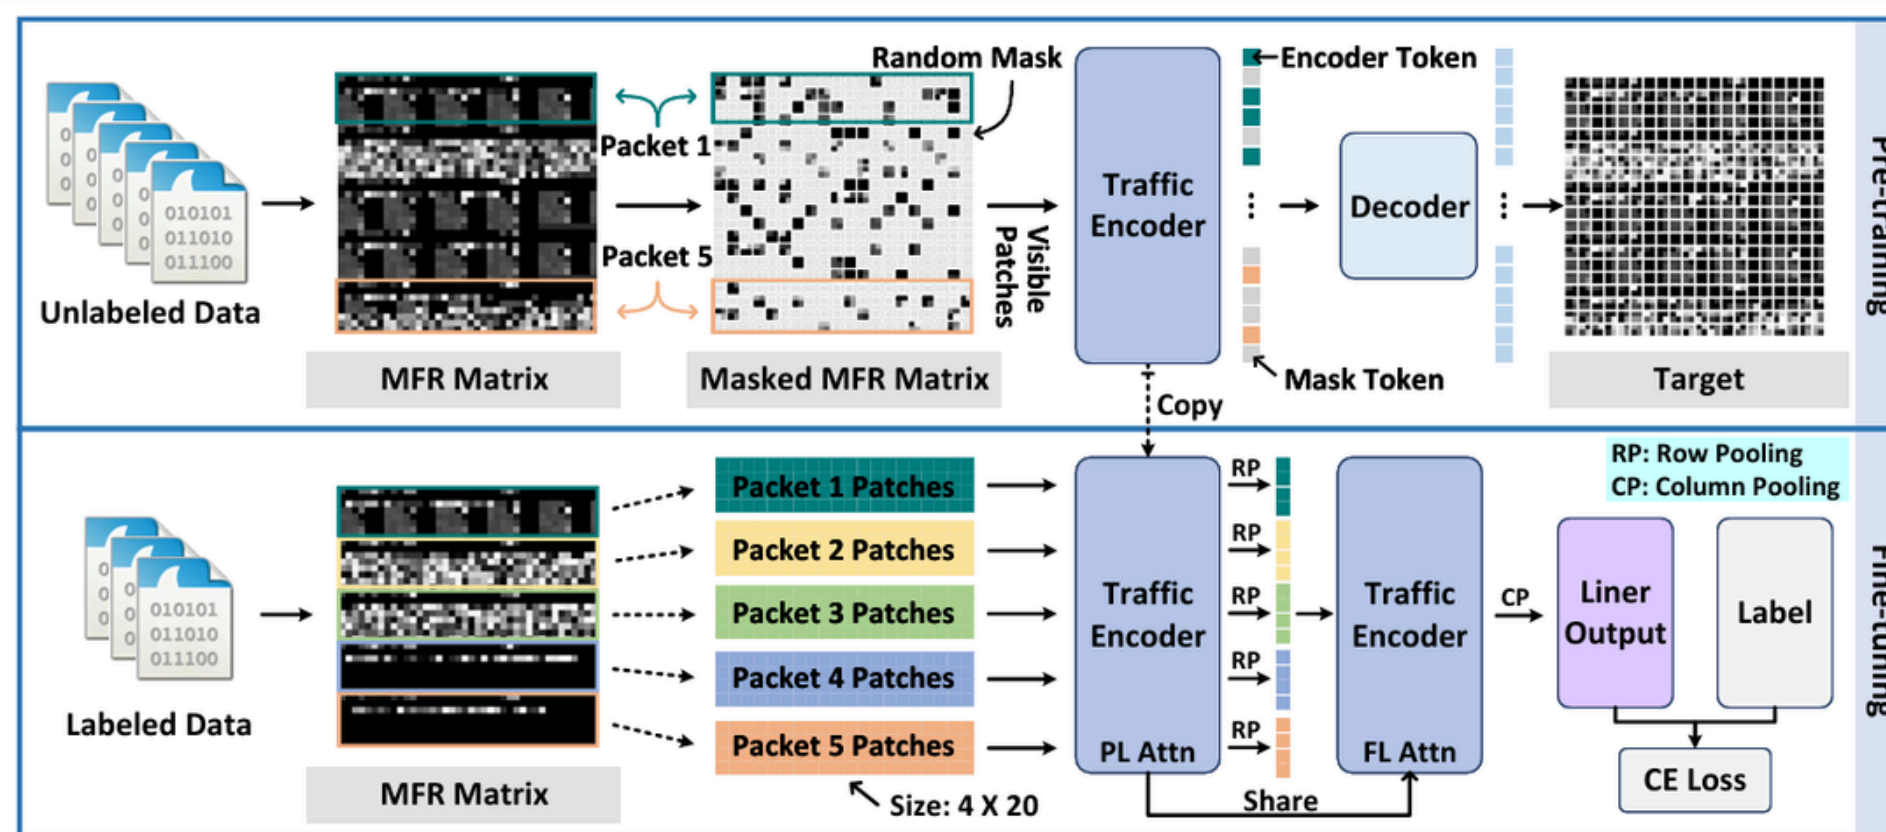 Random Mask
Encoder Token
Packet 1
Packet 5
010101
011010
011100
Unlabeled Data
Traffic
Encoder
Visible
Patches
Decoder
MFR Matrix
Masked MFR Matrix
Mask Token
Target
Pre-training
Copy
RP: Row Pooling
CP: Column Pooling
Packet 1 Patches
Packet 2 Patches
Packet 3 Patches
Packet 4 Patches
Packet 5 Patches
RP
RP
RP
RP
RP
010101
011010
011100
Labeled Data
Traffic
Encoder
PL Attn
Traffic
Encoder
FL Attn
CP
Liner
Output
Label
CE Loss
MFR Matrix
Size: 4 X 20
Share